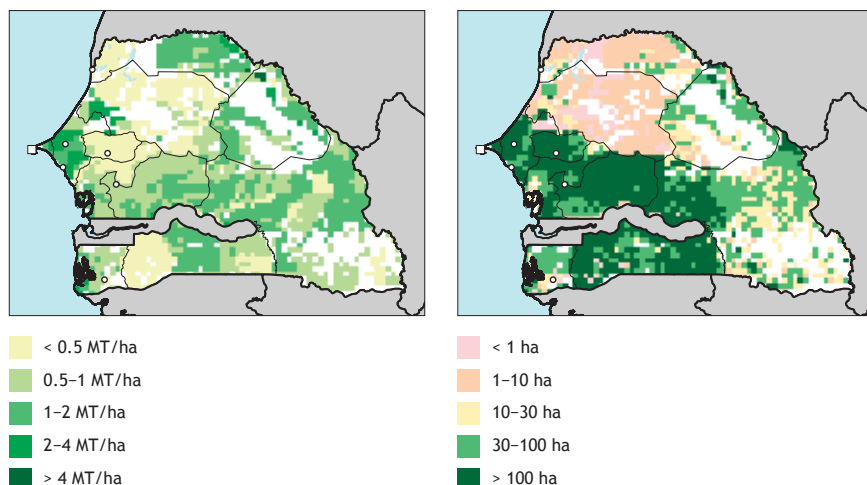 < 0.5 MT/ha
0.5–1 MT/ha
1–2 MT/ha
2–4 MT/ha
> 4 MT/ha
< 1 ha
1–10 ha
10–30 ha
30–100 ha
> 100 ha